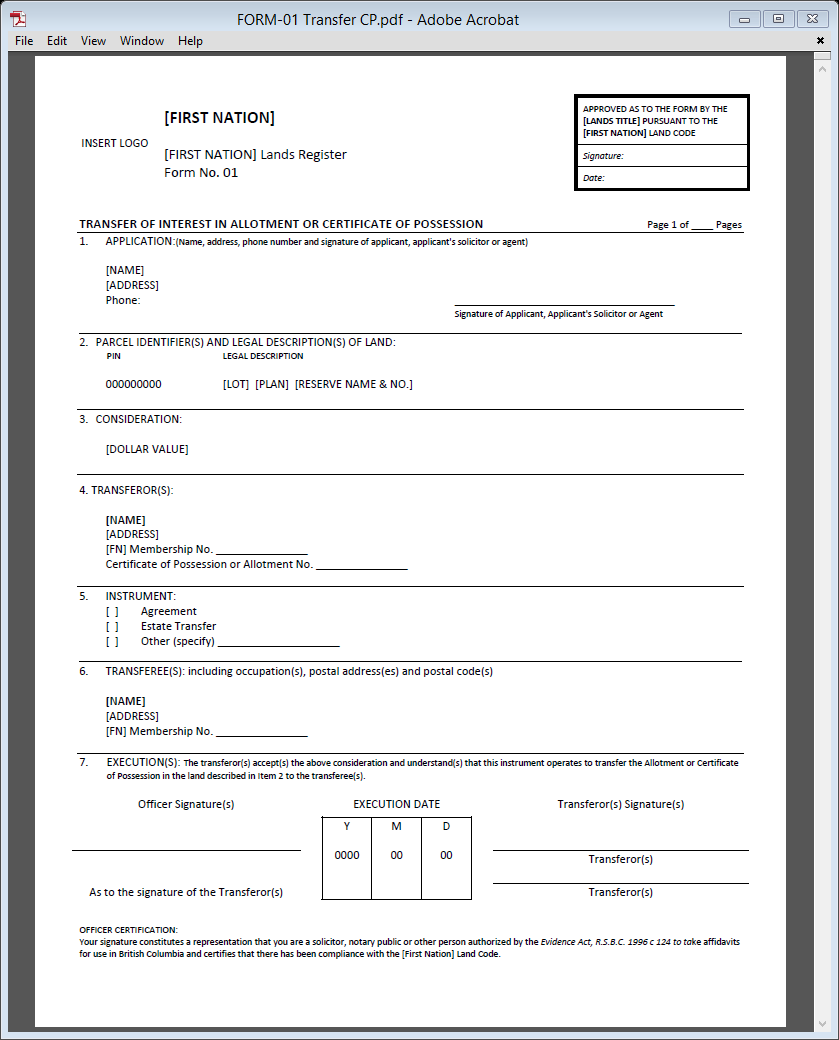 FORM-01 Transfer CP.pdf - Adobe Acrobat
File Edit View Window Help
[FIRST NATION]
INSERT LOGO
[FIRST NATION] Lands Register
Form No. 01
APPROVED AS TO THE FORM BY THE
[LANDS TITLE] PURSUANT TO THE
[FIRST NATION] LAND CODE
Signature:
Date:
TRANSFER OF INTEREST IN ALLOTMENT OR CERTIFICATE OF POSSESSION
Page 1 of ____ Pages
1. APPLICATION:(Name, address, phone number and signature of applicant, applicant's solicitor or agent)
[NAME]
[ADDRESS]
Phone:
Signature of Applicant, Applicant's Solicitor or Agent
2. PARCEL IDENTIFIER(S) AND LEGAL DESCRIPTION(S) OF LAND:
PIN LEGAL DESCRIPTION
000000000 [LOT] [PLAN] [RESERVE NAME & NO.]
3. CONSIDERATION:
[DOLLAR VALUE]
4. TRANSFEROR(S):
[NAME]
[ADDRESS]
[FN] Membership No. _______________
Certificate of Possession or Allotment No. _______________
5. INSTRUMENT:
[ ] Agreement
[ ] Estate Transfer
[ ] Other (specify) ____________________
6. TRANSFEREE(S): including occupation(s), postal address(es) and postal code(s)
[NAME]
[ADDRESS]
[FN] Membership No. _______________
7. EXECUTION(S): The transferor(s) accept(s) the above consideration and understand(s) that this instrument operates to transfer the Allotment or Certificate
of Possession in the land described in Item 2 to the transferee(s).
Officer Signature(s) EXECUTION DATE Transferor(s) Signature(s)
Y M D
0000 00 00
Transferor(s)
As to the signature of the Transferor(s)
Transferor(s)
OFFICER CERTIFICATION:
Your signature constitutes a representation that you are a solicitor, notary public or other person authorized by the Evidence Act, R.S.B.C. 1996 c 124 to take affidavits
for use in British Columbia and certifies that there has been compliance with the [First Nation] Land Code.